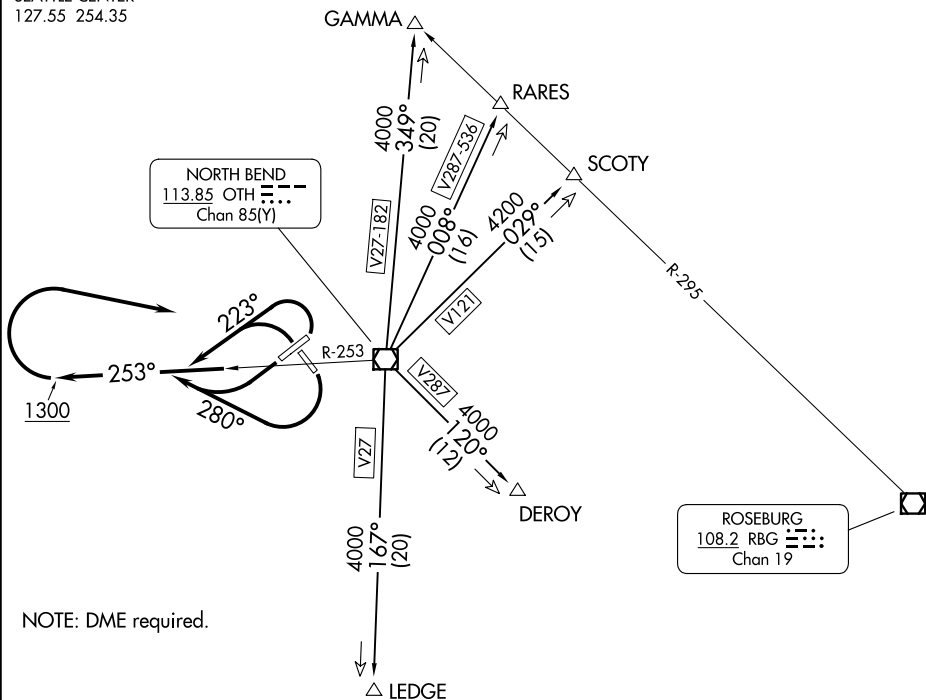 127.55 254.35
GAMMA
RARES
SCOTY
4000
349°
(20)
V27-182
V287-536
4000
008°
(16)
4200
029°
(15)
V121
NORTH BEND
113.85 OTH
Chan 85(Y)
R-295
223°
R-253
253°
1300
280°
V287
4000
120°
(12)
DEROY
V27
4000
167°
(20)
ROSEBURG
108.2 RBG
Chan 19
NOTE: DME required.
LEDGE